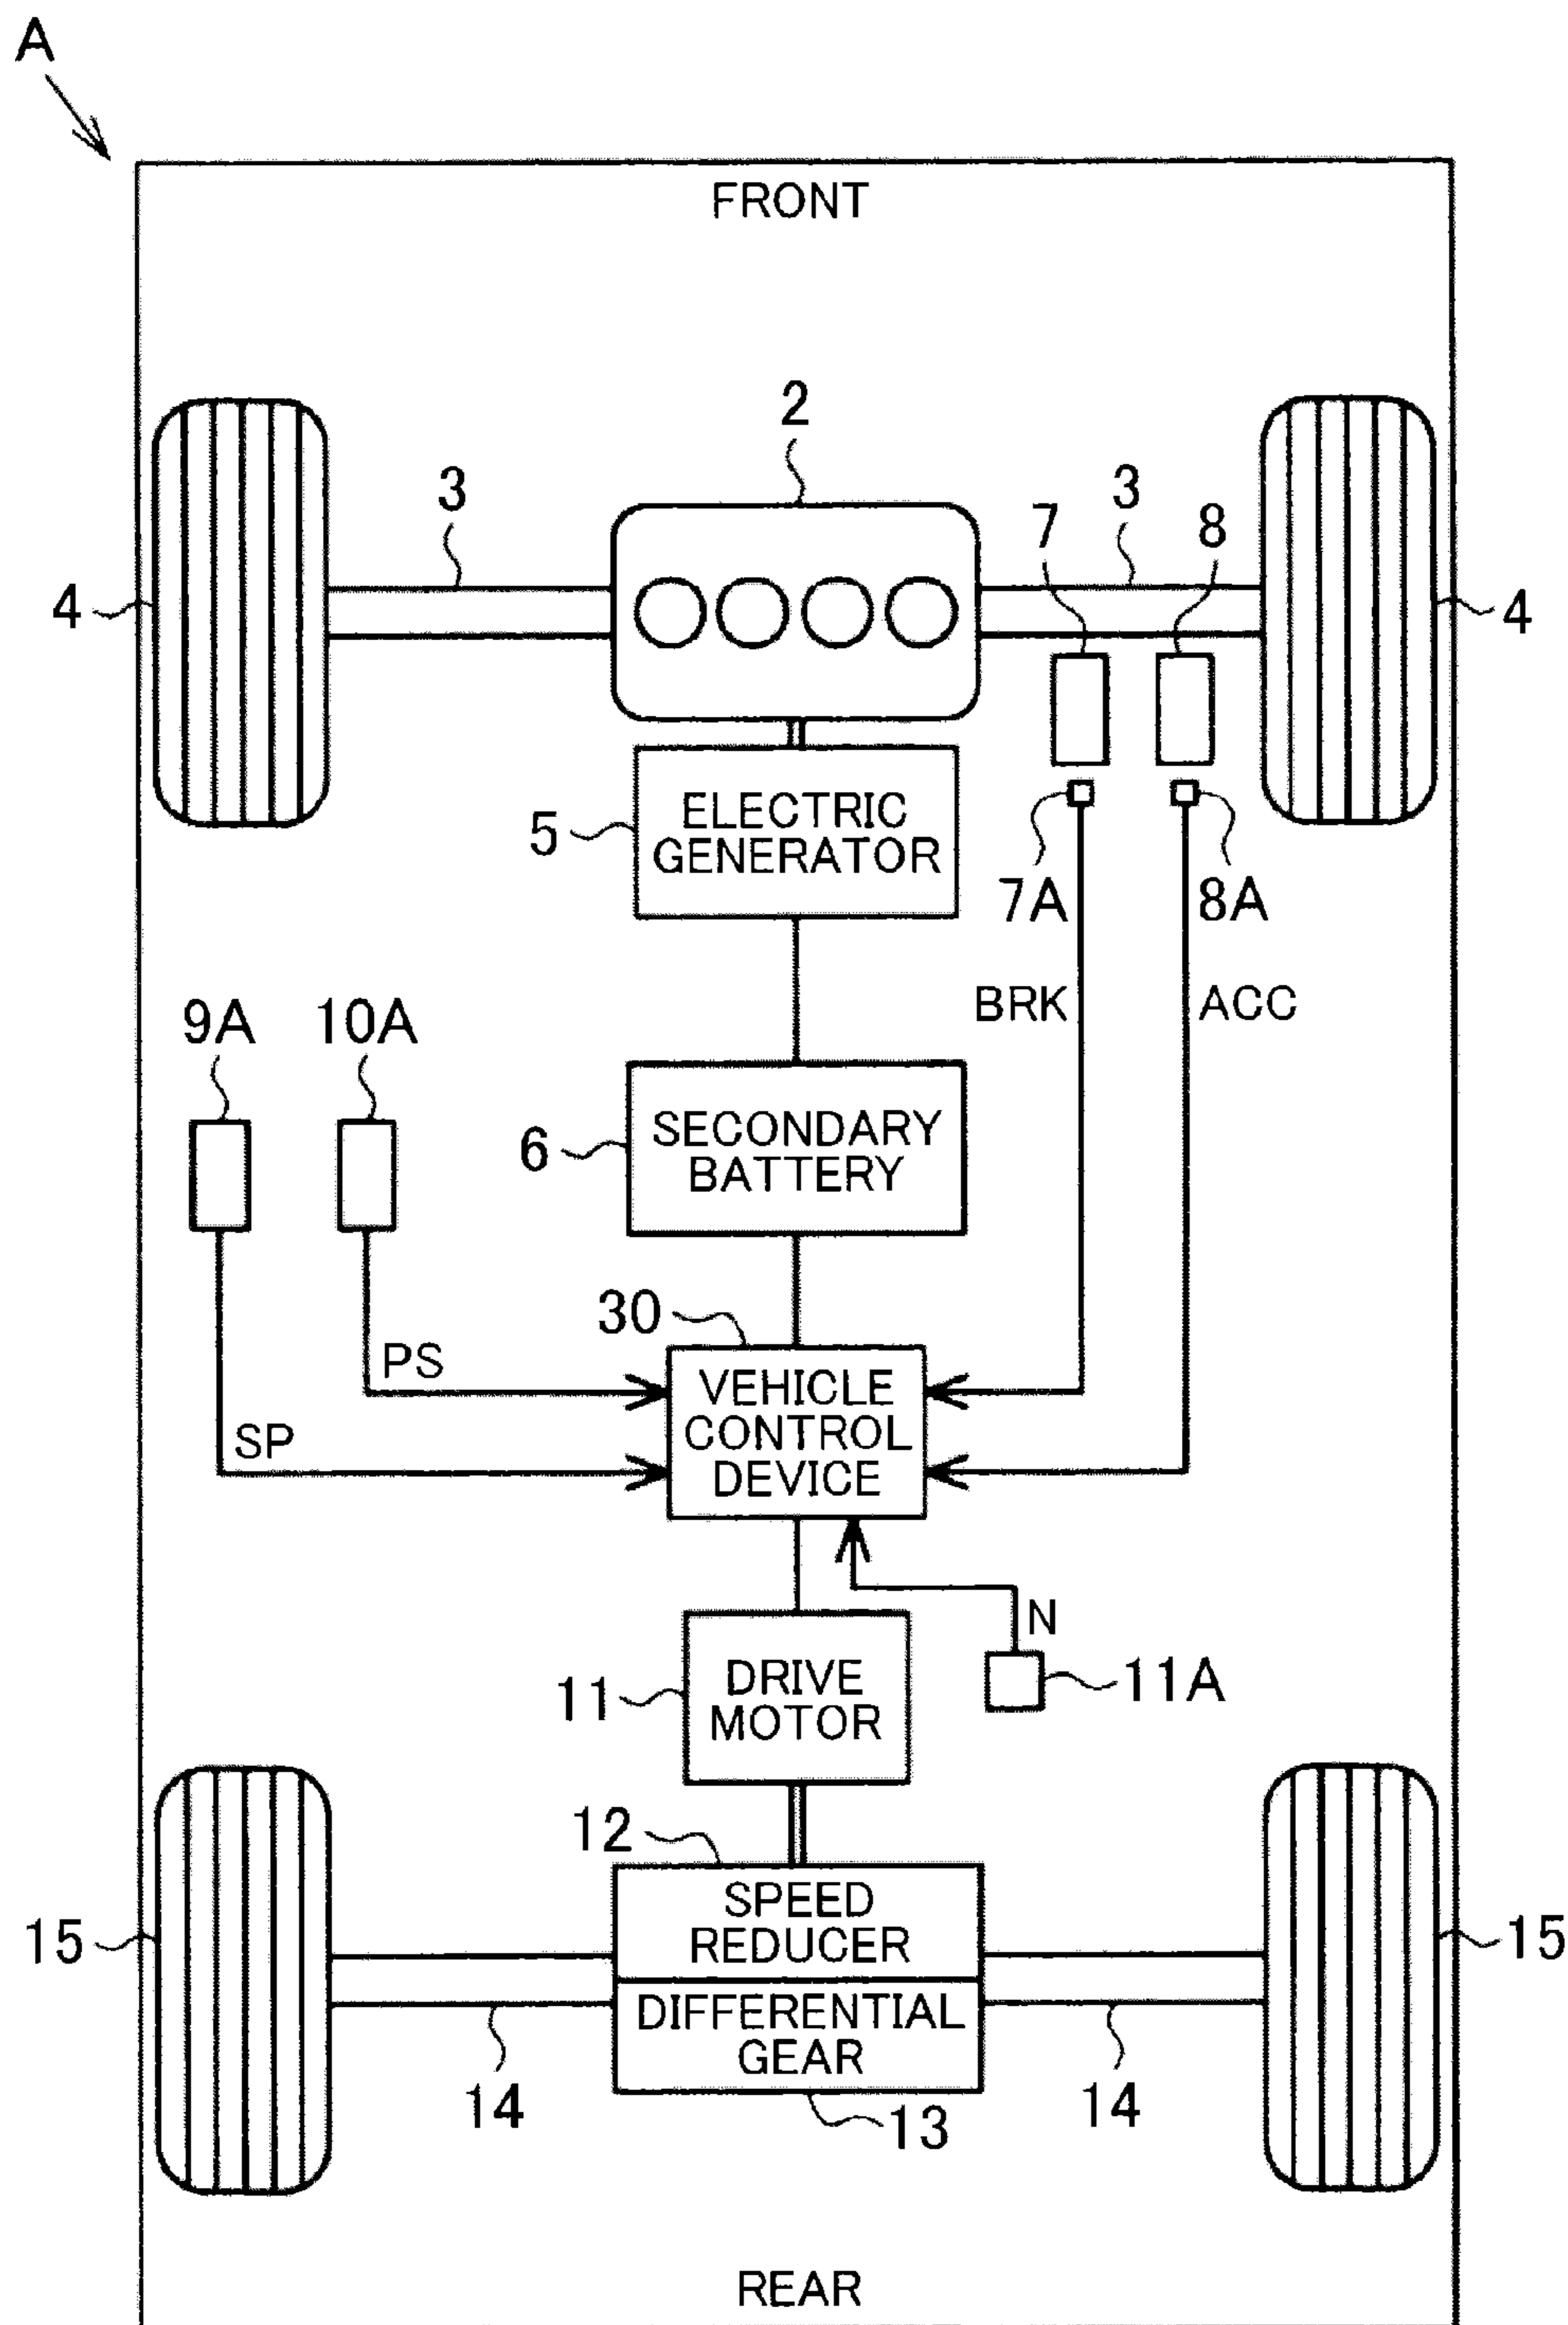 A
FRONT
2
3
3
7
8
4
4
5
ELECTRIC
GENERATOR
7A
8A
BRK
ACC
9A
10A
6
SECONDARY
BATTERY
30
PS
VEHICLE
CONTROL
DEVICE
SP
N
11
DRIVE
MOTOR
11A
12
SPEED
REDUCER
15
15
DIFFERENTIAL
GEAR
14
14
13
REAR